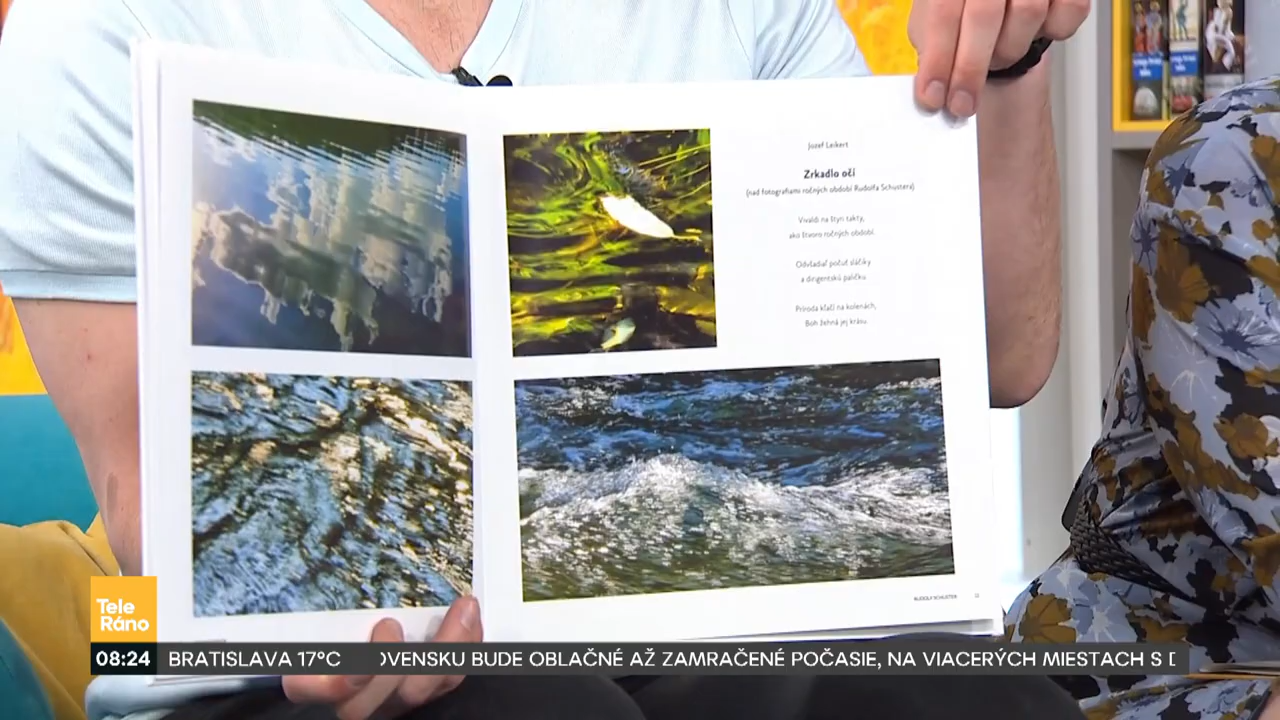 Jozef Leikert
Zrkadlo očí
(nad fotografiami ročných období Rudolfa Schustera)
Vivaldi na štyri takty,
ako štvoro ročných období.
Odvšadiaľ počuť sláčiky
a dirigentskú paličku
Príroda kľačí na kolenách,
Boh žehná jej krásu
RUDOLF SCHUSTER
Tele
Ráno
08:24 BRATISLAVA 17°C OVENSKU BUDE OBLAČNÉ AŽ ZAMRAČENÉ POČASIE, NA VIACERÝCH MIESTACH S